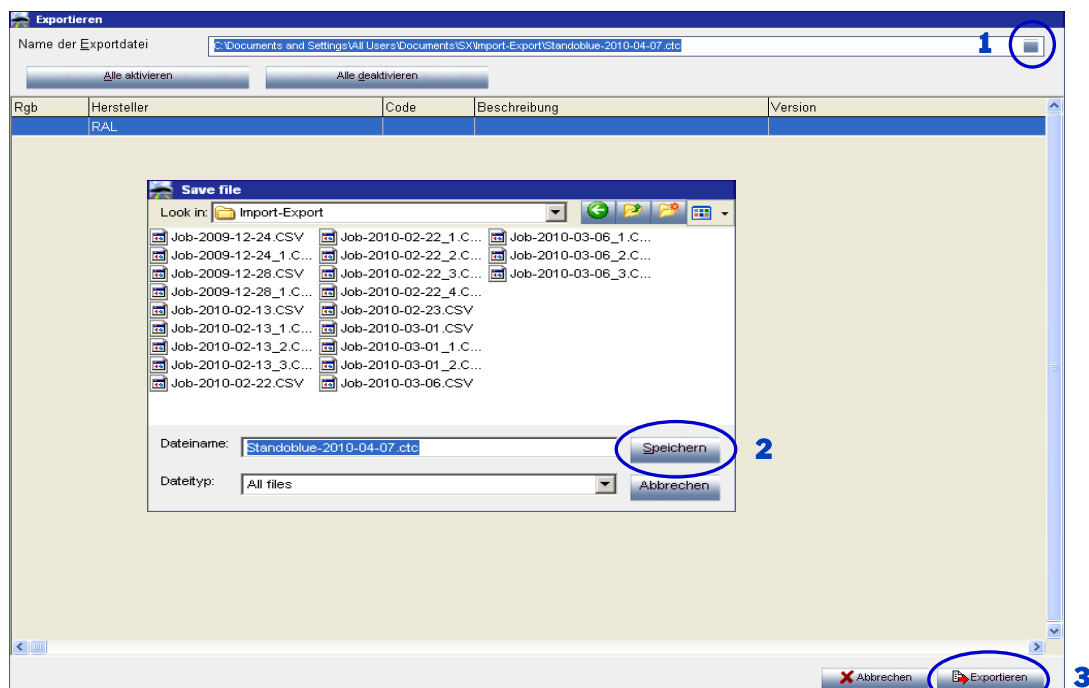 Exportieren
Name der Exportdatei
C:\Documents and Settings\All Users\Documents\SX\Import-Export\Standoblue-2010-04-07.ctc
1
Alle aktivieren
Alle deaktivieren
Rgb Hersteller Code Beschreibung Version
RAL
Save file
Look in: Import-Export
Job-2009-12-24.CSV Job-2010-02-22_1.C... Job-2010-03-06_1.C...
Job-2009-12-24_1.C... Job-2010-02-22_2.C... Job-2010-03-06_2.C...
Job-2009-12-28.CSV Job-2010-02-22_3.C... Job-2010-03-06_3.C...
Job-2009-12-28_1.C... Job-2010-02-22_4.C...
Job-2010-02-13.CSV Job-2010-02-23.CSV
Job-2010-02-13_1.C... Job-2010-03-01.CSV
Job-2010-02-13_2.C... Job-2010-03-01_1.C...
Job-2010-02-13_3.C... Job-2010-03-01_2.C...
Job-2010-02-22.CSV Job-2010-03-06.CSV
Dateiname: Standoblue-2010-04-07.ctc Speichern 2
Dateityp: All files Abbrechen
Abbrechen Exportieren 3